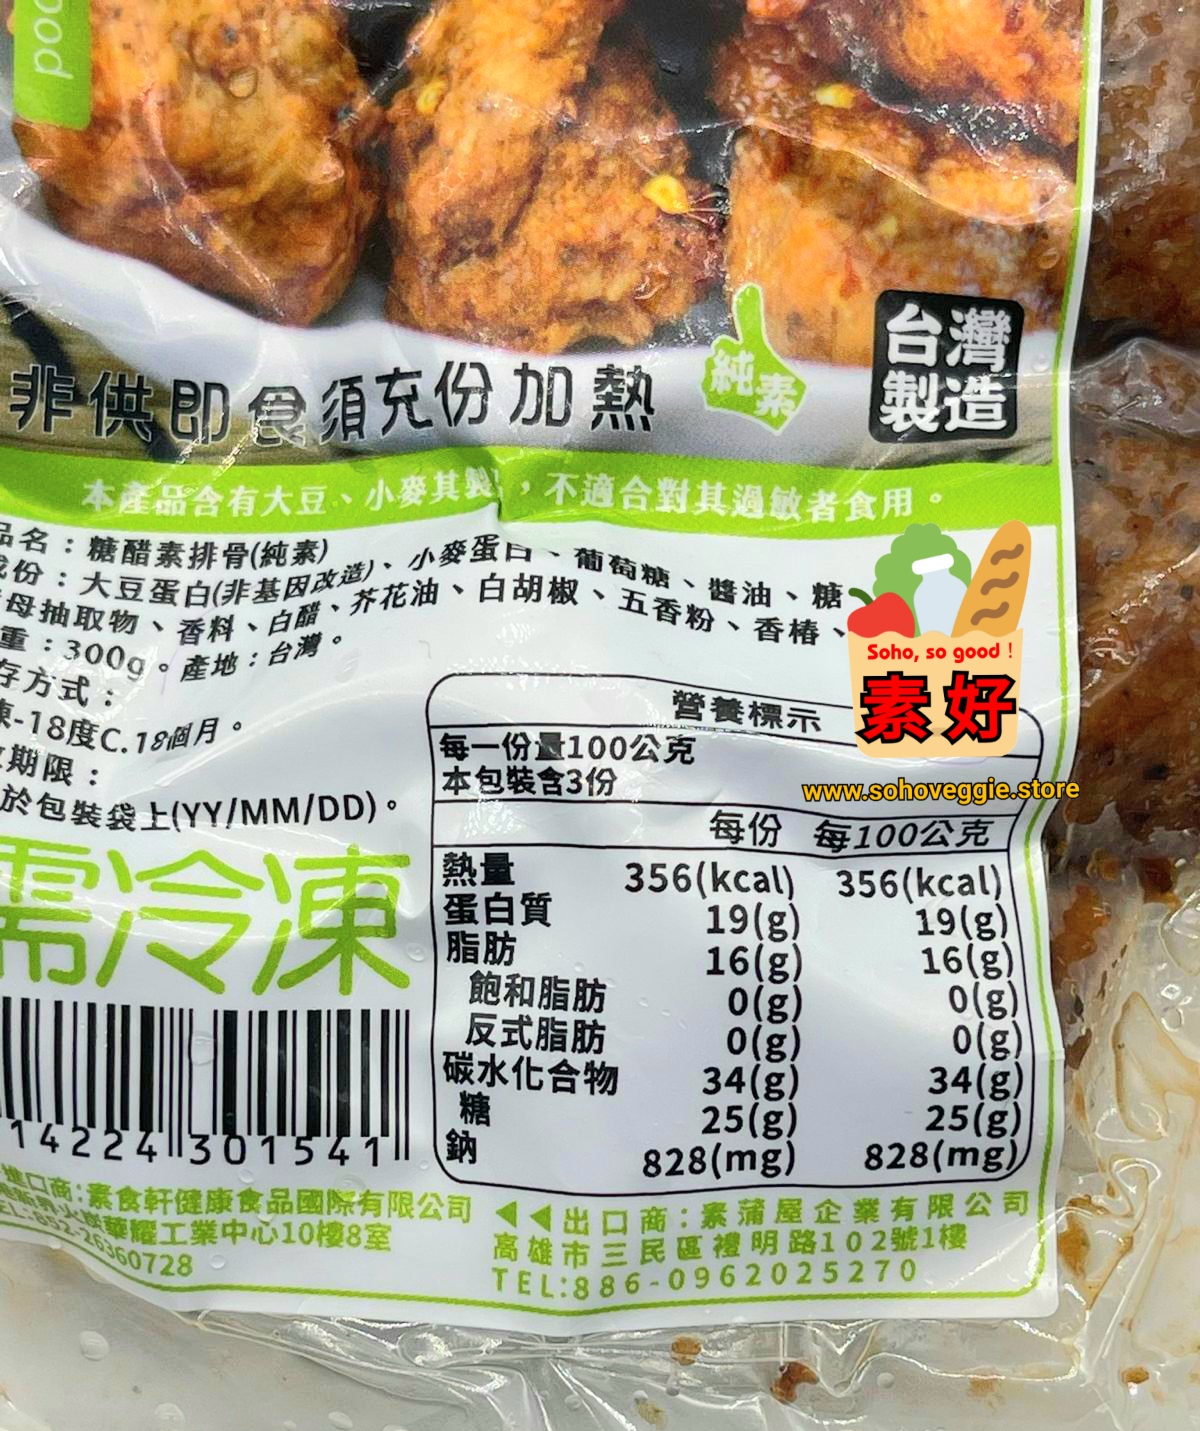 poo
台灣
製造
純素
非供即食須充份加熱
本產品含有大豆、小麥其製 ,不適合對其過敏者食用。
品名:糖醋素排骨(純素)
成份:大豆蛋白(非基因改造)、小麥蛋白、葡萄糖、醬油、糖
母抽取物、香料、白醋、芥花油、白胡椒、五香粉、香椿、
重:300g。產地:台灣。
存方式:
凍-18度C.18個月。
期限:
於包裝袋上(YY/MM/DD)。
需冷凍
Soho, so good!
素好
www.sohoveggie.store
營養標示
每一份量100公克
本包裝含3份
每份 每100公克
熱量 356(kcal) 356(kcal)
蛋白質 19(g) 19(g)
脂肪 16(g) 16(g)
飽和脂肪 0(g) 0(g)
反式脂肪 0(g) 0(g)
碳水化合物 34(g) 34(g)
糖 25(g) 25(g)
鈉 828(mg) 828(mg)
14224 301541
進口商:素食軒健康食品國際有限公司
火炭華耀工業中心10樓8室
TEL:852-26360728
◀◀出口商:素蒲屋企業有限公司
高雄市三民區禮明路102號1樓
TEL:886-0962025270